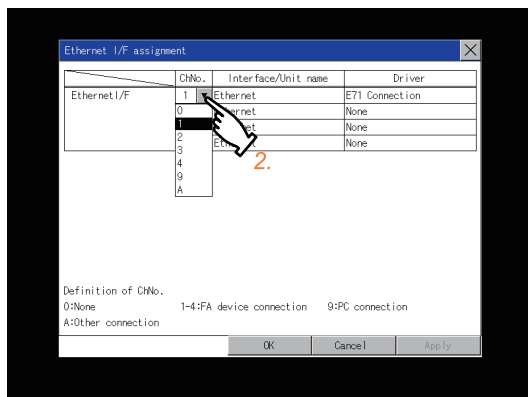 Ethernet I/F assignment
ChNo. Interface/Unit name Driver
EthernetI/F 1 Ethernet E71 Connection
0 None
1 None
2 None
3
4
9
A
2.
Definition of ChNo.
0:None 1-4:FA device connection 9:PC connection
A:Other connection
OK Cancel Apply